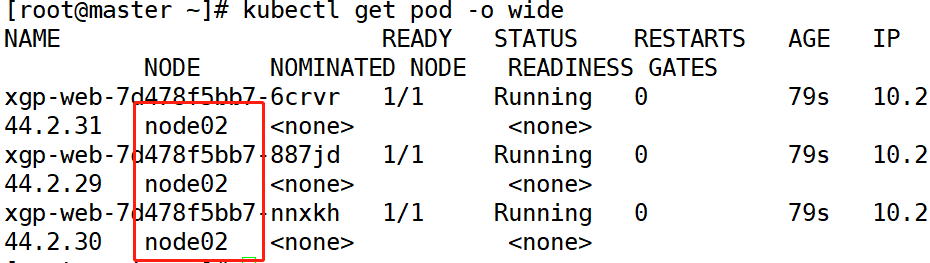 [root@master ~]# kubectl get pod -o wide
NAME                          READY   STATUS    RESTARTS   AGE   IP
          NODE     NOMINATED NODE   READINESS GATES
xgp-web-7d478f5bb7-6crvr   1/1     Running   0          79s   10.2
44.2.31   node02   <none>           <none>
xgp-web-7d478f5bb7-887jd   1/1     Running   0          79s   10.2
44.2.29   node02   <none>           <none>
xgp-web-7d478f5bb7-nnxkh   1/1     Running   0          79s   10.2
44.2.30   node02   <none>           <none>